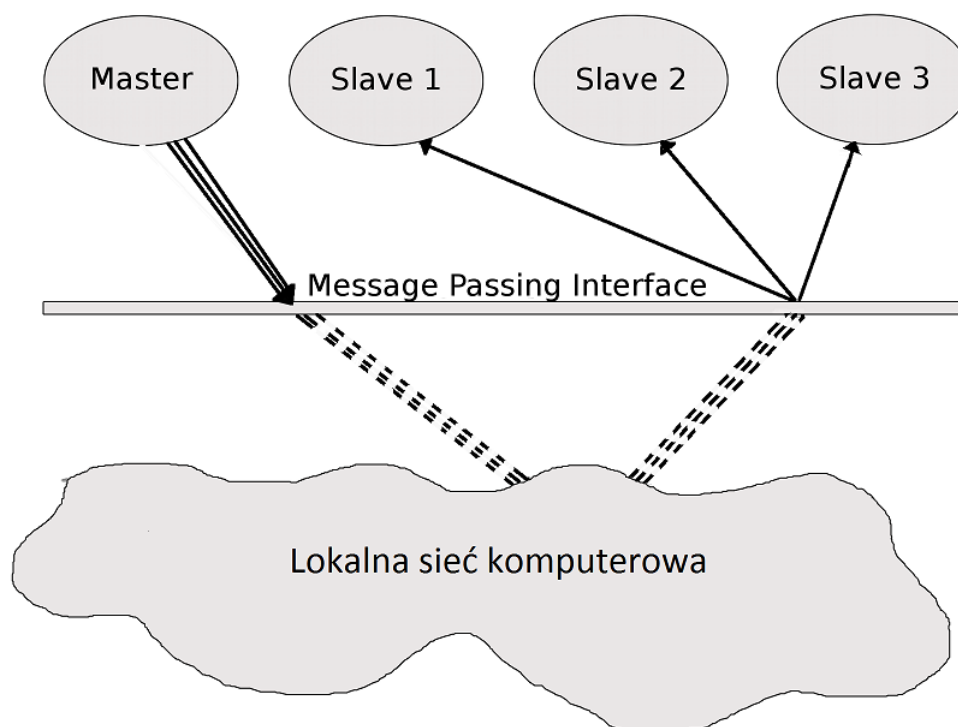 Master
Slave 1
Slave 2
Slave 3
Message Passing Interface
Lokalna sieć komputerowa